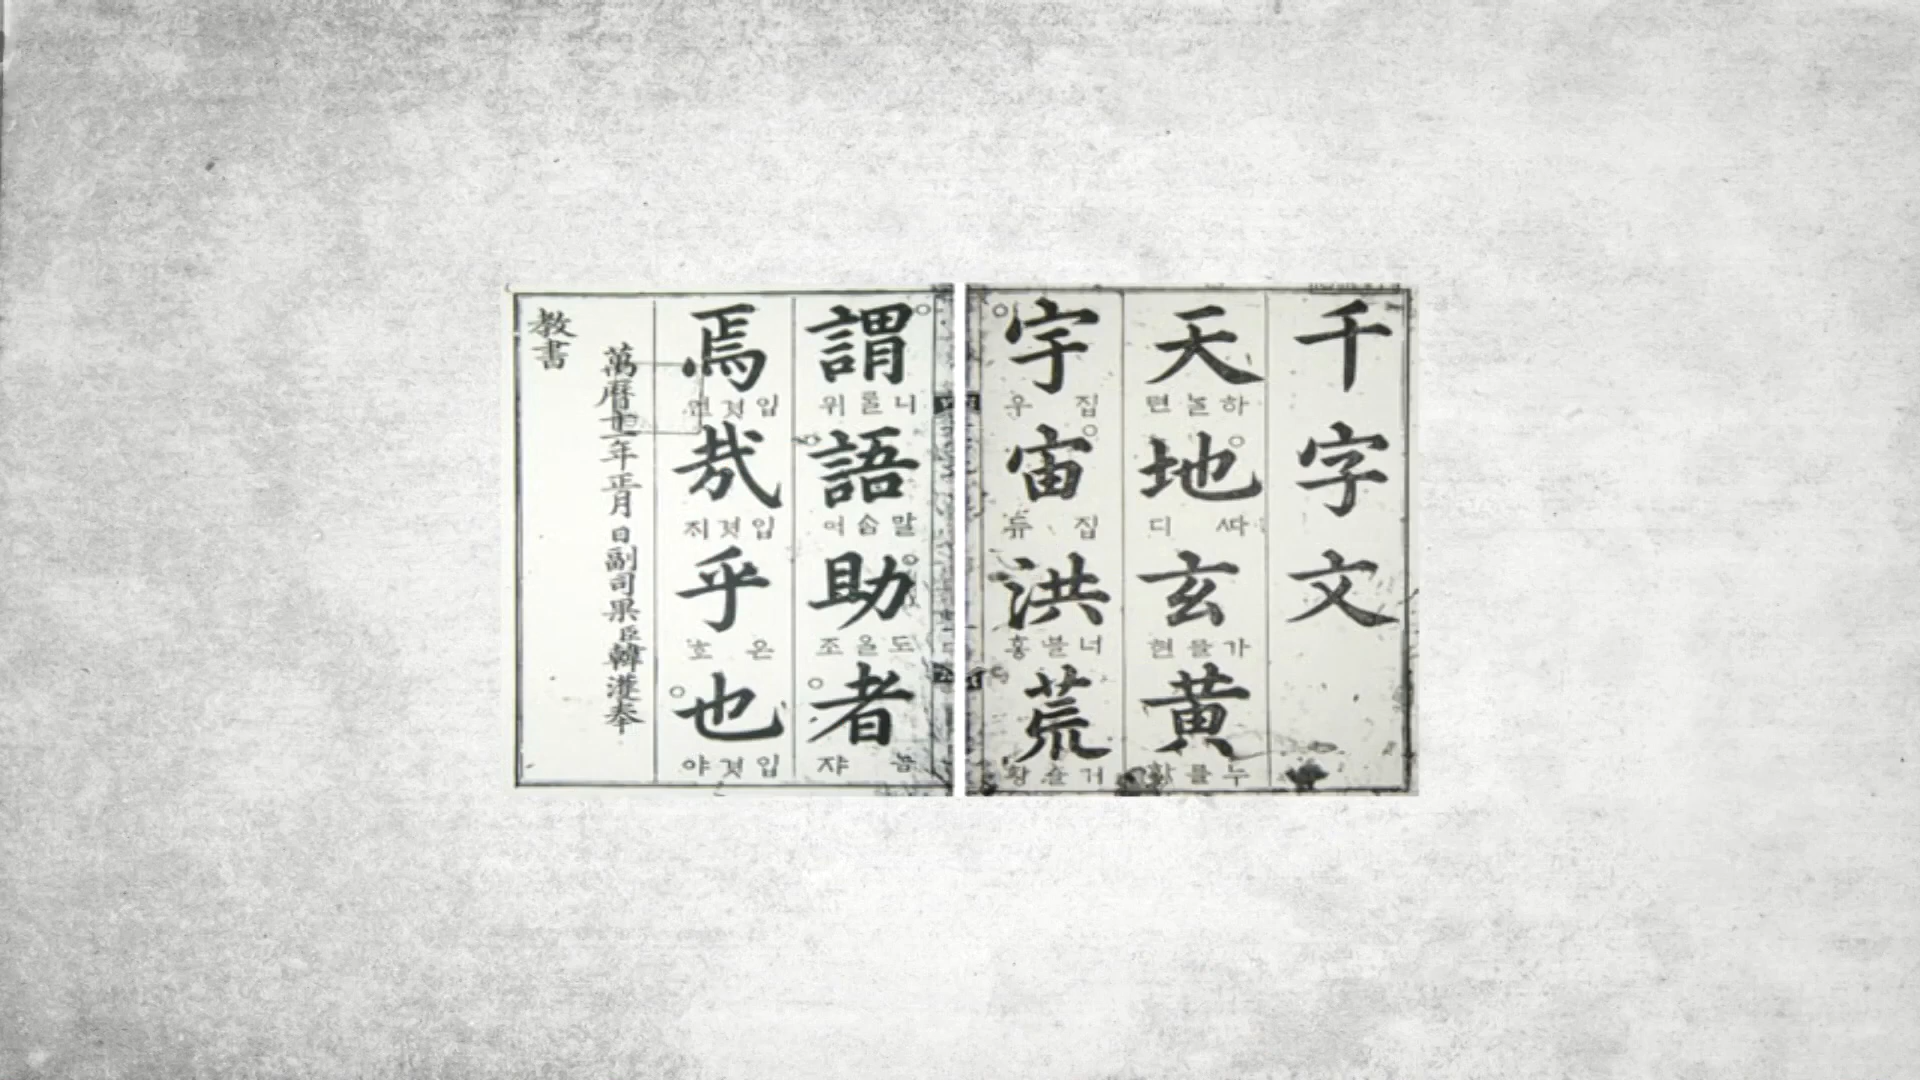 千字文
天 하ᄂᆞᆯ 텬
地 ᄯᅡ 디
玄 가믈 현
黃 누를 황
宇 집 우
宙 집 듀
洪 너블 홍
荒 거츨 황
謂 니ᄅᆞᆯ 위
語 말ᄉᆞᆷ 어
助 도올 조
者 놈 쟈
焉 입겻 언
哉 입겻 ᄌᆡ
乎 온 호
也 입겻 야
萬曆十一年正月 日副司果臣韓濩奉
教書